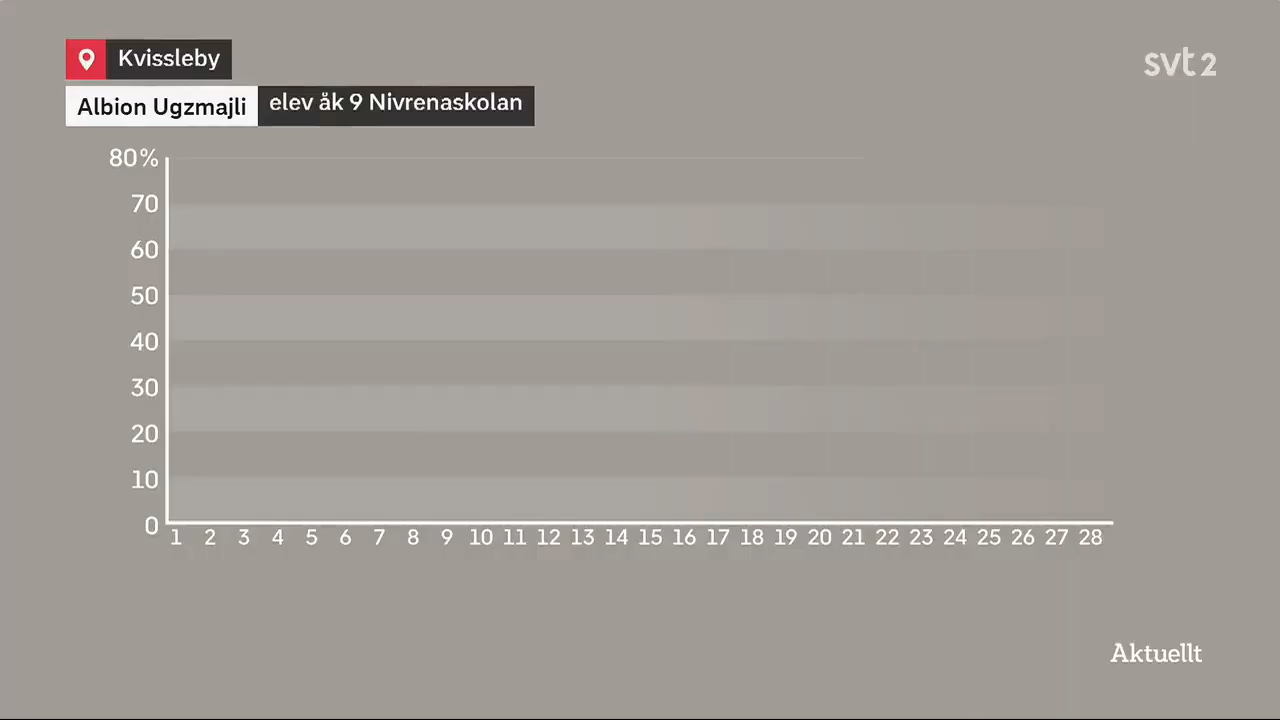 Kvissleby
svt2
Albion Ugzmajli elev åk 9 Nivrenaskolan
80%
70
60
50
40
30
20
10
0
1 2 3 4 5 6 7 8 9 10 11 12 13 14 15 16 17 18 19 20 21 22 23 24 25 26 27 28
Aktuellt